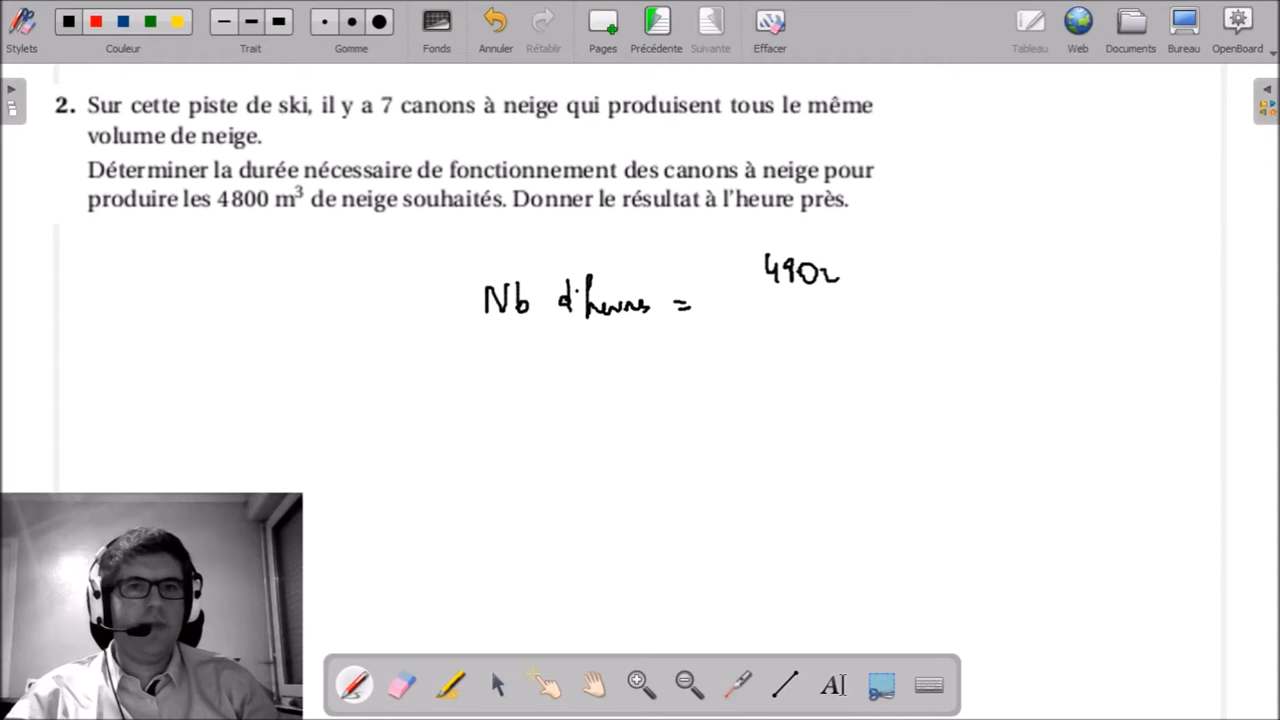 Stylets
Couleur
Trait
Gomme
Fonds
Annuler
Rétablir
Pages
Précédente
Suivante
Effacer
Tableau
Web
Documents
Bureau
OpenBoard
2. Sur cette piste de ski, il y a 7 canons à neige qui produisent tous le même
volume de neige.
Déterminer la durée nécessaire de fonctionnement des canons à neige pour
produire les 4 800 m³ de neige souhaités. Donner le résultat à l'heure près.
Nb d'heures =